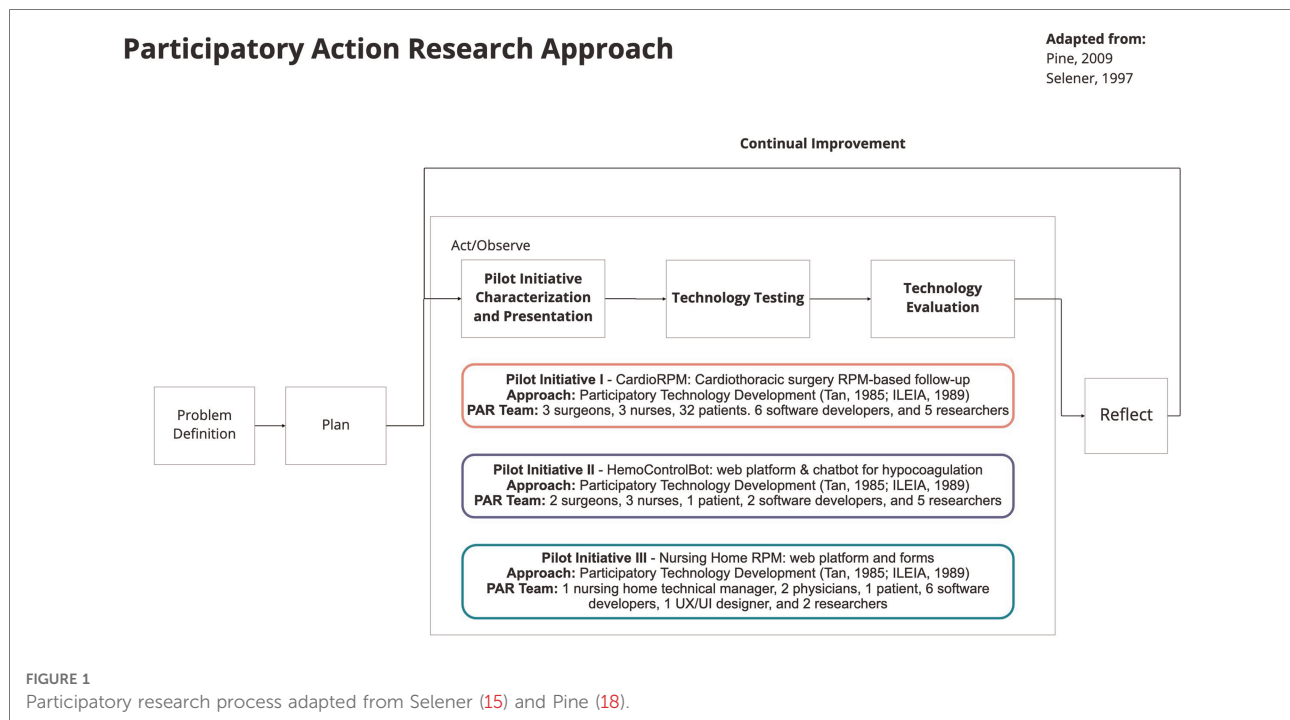 Participatory Action Research Approach
Adapted from:
Pine, 2009
Selener, 1997
Continual Improvement
Act/Observe
Pilot Initiative
Characterization
and Presentation
Technology Testing
Technology
Evaluation
Problem
Definition
Plan
Pilot Initiative I - CardioRPM: Cardiothoracic surgery RPM-based follow-up
Approach: Participatory Technology Development (Tan, 1985; ILEIA, 1989)
PAR Team: 3 surgeons, 3 nurses, 32 patients. 6 software developers, and 5 researchers
Pilot Initiative II - HemoControlBot: web platform & chatbot for hypocoagulation
Approach: Participatory Technology Development (Tan, 1985; ILEIA, 1989)
PAR Team: 2 surgeons, 3 nurses, 1 patient, 2 software developers, and 5 researchers
Pilot Initiative III - Nursing Home RPM: web platform and forms
Approach: Participatory Technology Development (Tan, 1985; ILEIA, 1989)
PAR Team: 1 nursing home technical manager, 2 physicians, 1 patient, 6 software
developers, 1 UX/UI designer, and 2 researchers
Reflect
FIGURE 1
Participatory research process adapted from Selener (15) and Pine (18).